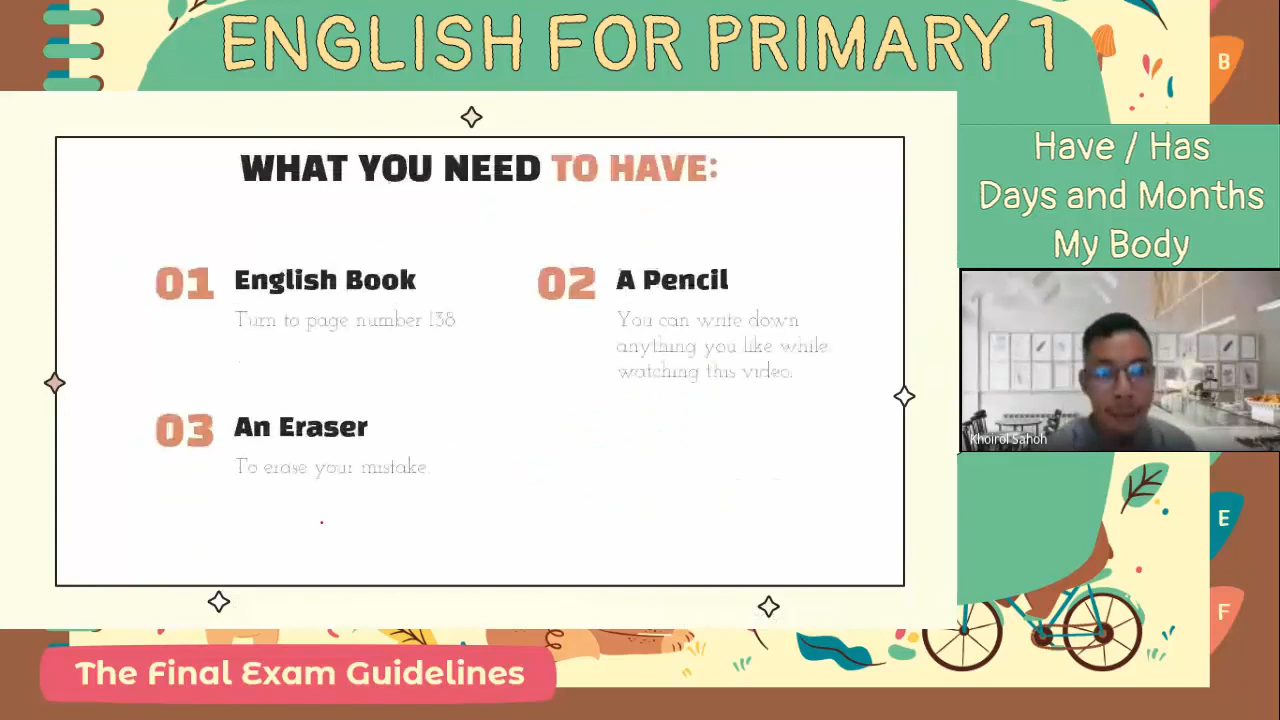 ENGLISH FOR PRIMARY 1
B
Have / Has
Days and Months
My Body
WHAT YOU NEED TO HAVE:
01 English Book
Turn to page number 138
02 A Pencil
You can write down
anything you like while
watching this video.
03 An Eraser
To erase your mistake.
Khoirol Sahoh
E
F
The Final Exam Guidelines